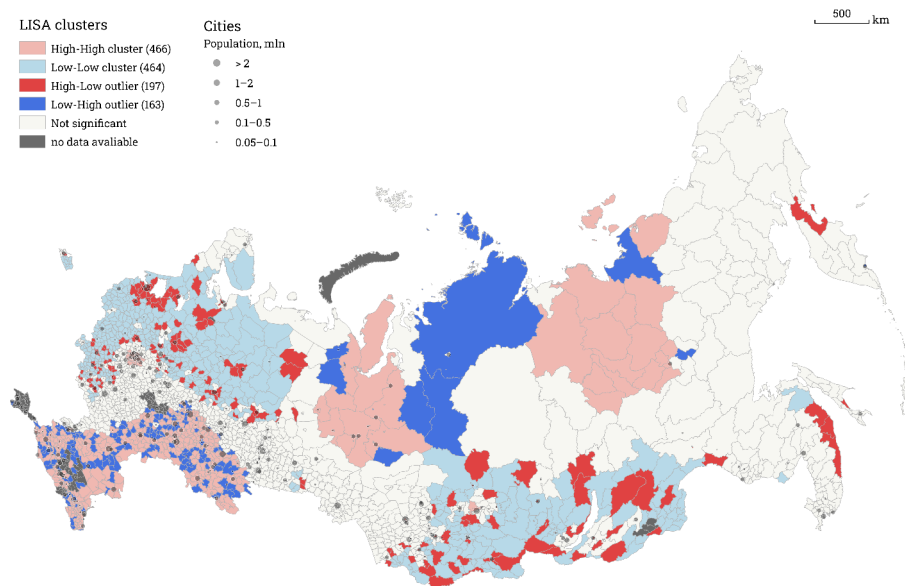 LISA clusters
High-High cluster (466)
Low-Low cluster (464)
High-Low outlier (197)
Low-High outlier (163)
Not significant
no data avaliable
Cities
Population, mln
> 2
1–2
0.5–1
0.1–0.5
0.05–0.1
500 km